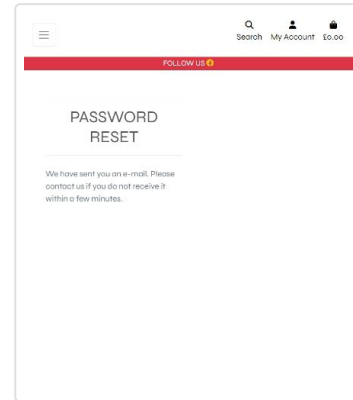 Search My Account £0.00
FOLLOW US
PASSWORD
RESET
We have sent you an e-mail. Please
contact us if you do not receive it
within a few minutes.